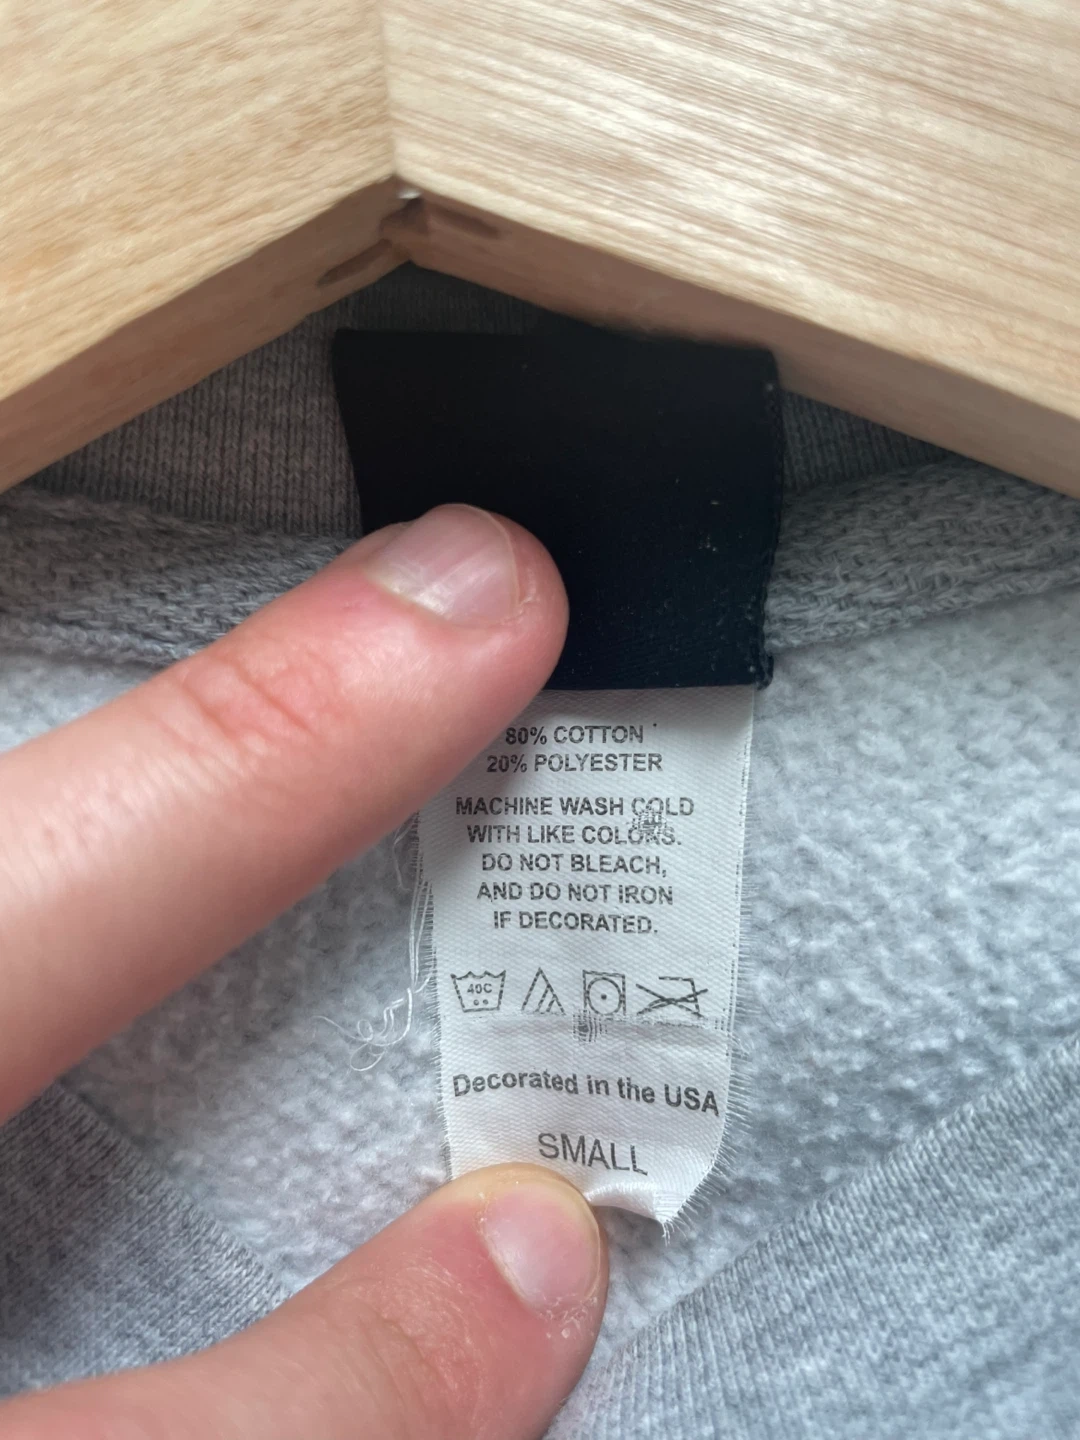 80% COTTON
20% POLYESTER
MACHINE WASH COLD
WITH LIKE COLORS.
DO NOT BLEACH,
AND DO NOT IRON
IF DECORATED.
40C
Decorated in the USA
SMALL